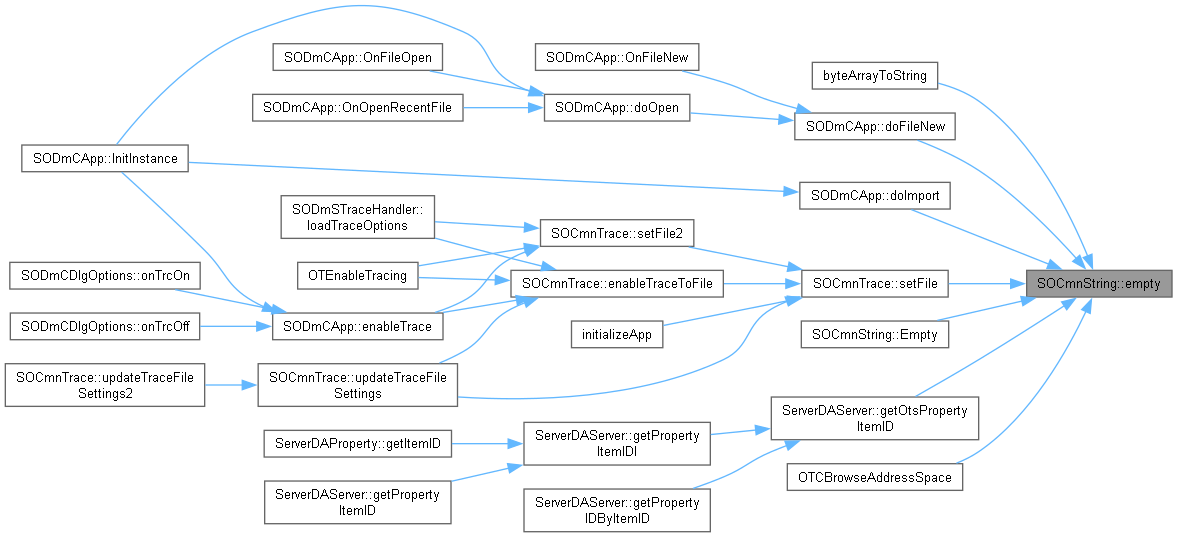 SODmCApp::OnFileOpen
SODmCApp::OnFileNew
byteArrayToString
SODmCApp::OnOpenRecentFile
SODmCApp::doOpen
SODmCApp::doFileNew
SODmCApp::InitInstance
SODmCApp::doImport
SODmSTraceHandler::
loadTraceOptions
SOCmnTrace::setFile2
SODmCDlgOptions::onTrcOn
OTEnableTracing
SOCmnTrace::enableTraceToFile
SOCmnTrace::setFile
SOCmnString::empty
SODmCDlgOptions::onTrcOff
SODmCApp::enableTrace
initializeApp
SOCmnString::Empty
SOCmnTrace::updateTraceFile
Settings2
SOCmnTrace::updateTraceFile
Settings
ServerDAServer::getOtsProperty
ItemID
ServerDAProperty::getItemID
ServerDAServer::getProperty
ItemIDI
OTCBrowseAddressSpace
ServerDAServer::getProperty
ItemID
ServerDAServer::getProperty
IDByItemID